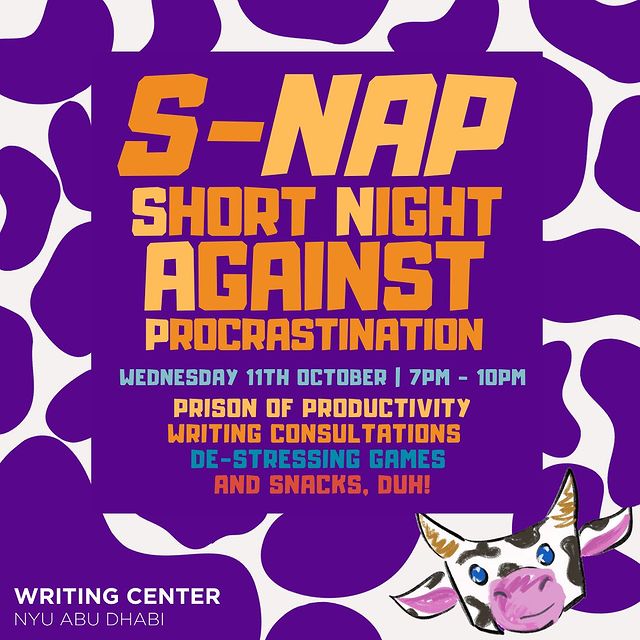 S-NAP
SHORT NIGHT
AGAINST
PROCRASTINATION
WEDNESDAY 11TH OCTOBER | 7PM - 10PM
PRISON OF PRODUCTIVITY
WRITING CONSULTATIONS
DE-STRESSING GAMES
AND SNACKS, DUH!
WRITING CENTER
NYU ABU DHABI